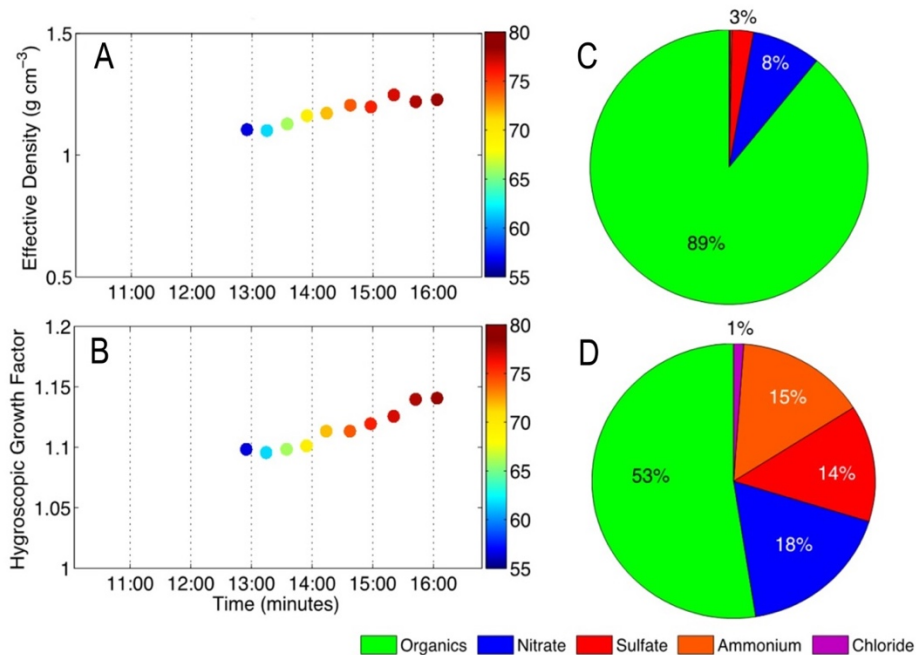 A
Effective Density (g cm⁻³)
1.5
1
0.5
11:00 12:00 13:00 14:00 15:00 16:00
80
75
70
65
60
55
B
Hygroscopic Growth Factor
1.2
1.15
1.1
1.05
1
11:00 12:00 13:00 14:00 15:00 16:00
Time (minutes)
80
75
70
65
60
55
C
3%
8%
89%
D
1%
15%
14%
53%
18%
Organics Nitrate Sulfate Ammonium Chloride